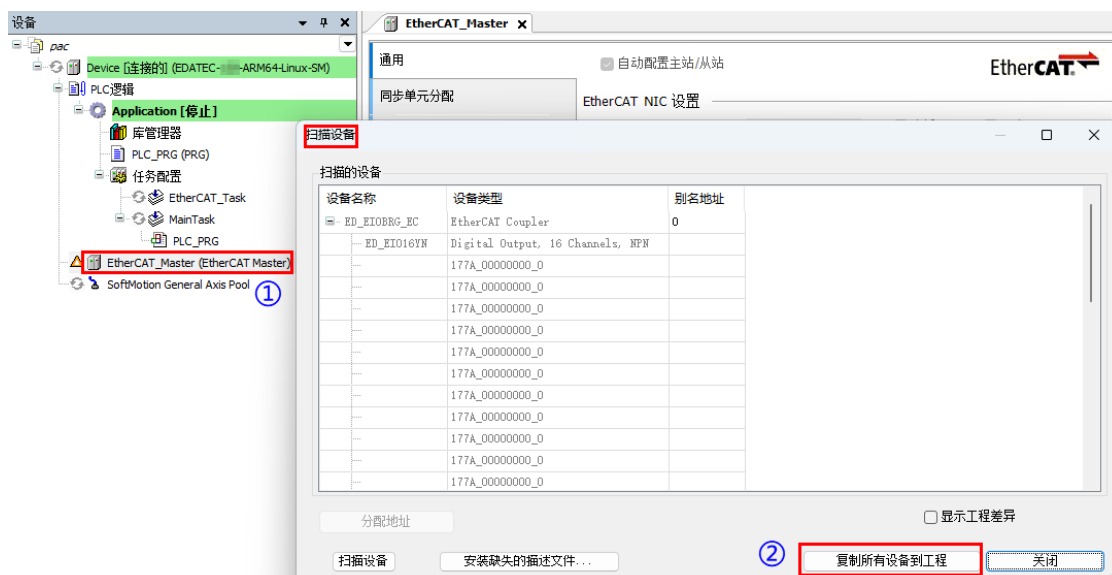 设备
pac
Device [连接的] (EDATEC- -ARM64-Linux-SM)
PLC逻辑
Application [停止]
库管理器
PLC_PRG (PRG)
任务配置
EtherCAT_Task
MainTask
PLC_PRG
EtherCAT_Master (EtherCAT Master)
SoftMotion General Axis Pool
①
EtherCAT_Master
通用
同步单元分配
自动配置主站/从站
EtherCAT.
EtherCAT NIC 设置
扫描设备
扫描的设备
设备名称 设备类型 别名地址
ED_EIOBRG_EC EtherCAT Coupler 0
ED_EIO16YN Digital Output, 16 Channels, NPN
177A_00000000_0
177A_00000000_0
177A_00000000_0
177A_00000000_0
177A_00000000_0
177A_00000000_0
177A_00000000_0
177A_00000000_0
177A_00000000_0
177A_00000000_0
177A_00000000_0
分配地址
显示工程差异
扫描设备 安装缺失的描述文件... ② 复制所有设备到工程 关闭